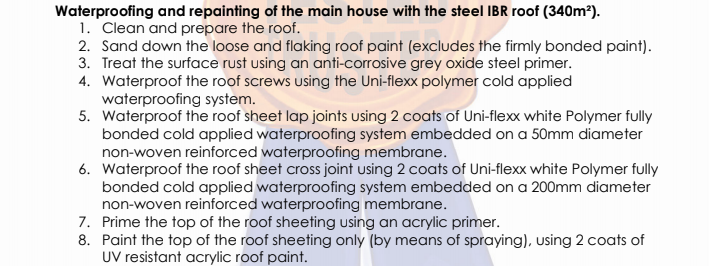 Waterproofing and repainting of the main house with the steel IBR roof (340m²).
1. Clean and prepare the roof.
2. Sand down the loose and flaking roof paint (excludes the firmly bonded paint).
3. Treat the surface rust using an anti-corrosive grey oxide steel primer.
4. Waterproof the roof screws using the Uni-flexx polymer cold applied
waterproofing system.
5. Waterproof the roof sheet lap joints using 2 coats of Uni-flexx white Polymer fully
bonded cold applied waterproofing system embedded on a 50mm diameter
non-woven reinforced waterproofing membrane.
6. Waterproof the roof sheet cross joint using 2 coats of Uni-flexx white Polymer fully
bonded cold applied waterproofing system embedded on a 200mm diameter
non-woven reinforced waterproofing membrane.
7. Prime the top of the roof sheeting using an acrylic primer.
8. Paint the top of the roof sheeting only (by means of spraying), using 2 coats of
UV resistant acrylic roof paint.